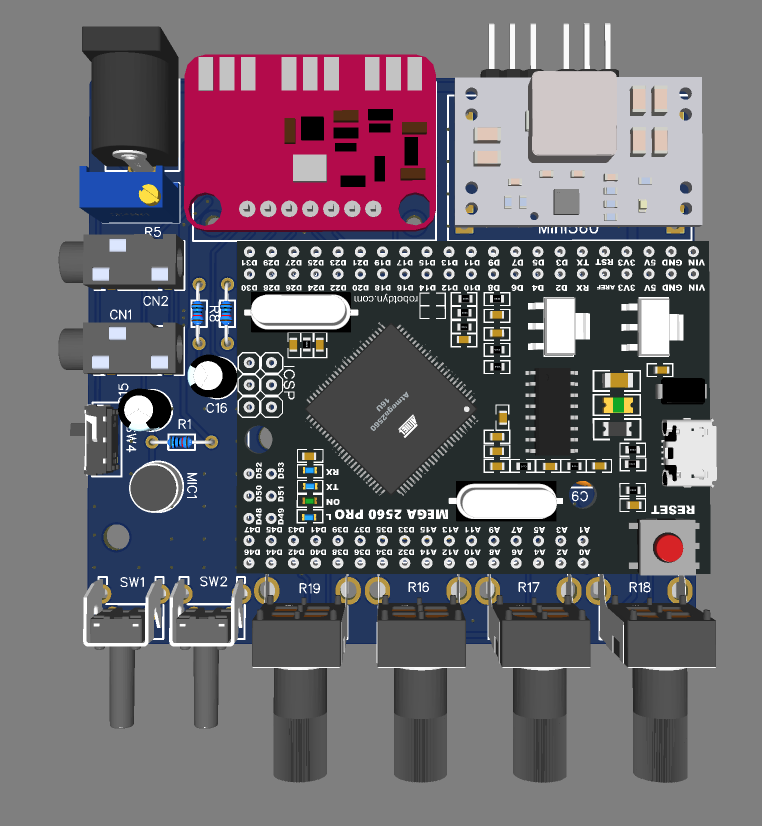 Mini560
R5
CN2
CN1
R8
C16
15
SW4
R1
MIC1
SW1
SW2
D31 D29 D27 D25 D23 D21 D19 D17 D15 D13 D11 D9 D7 D5 D3 TX RST 3V3 5V GND VIN
D30 D28 D26 D24 D22 D20 D18 D16 D14 D12 D10 D8 D6 D4 D2 RX AREF 3V3 5V GND VIN
robotdyn.com
ICSP
Atmega2560
16U
D52 D53
D50 D51
D48 D49
RX
TX
ON
L
MEGA 2560 PRO
C9
RESET
D47 D45 D43 D41 D39 D37 D35 D33 A15 A13 A11 A9 A7 A5 A3 A1
D46 D44 D42 D40 D38 D36 D34 D32 A14 A12 A10 A8 A6 A4 A2 A0
R19
R16
R17
R18